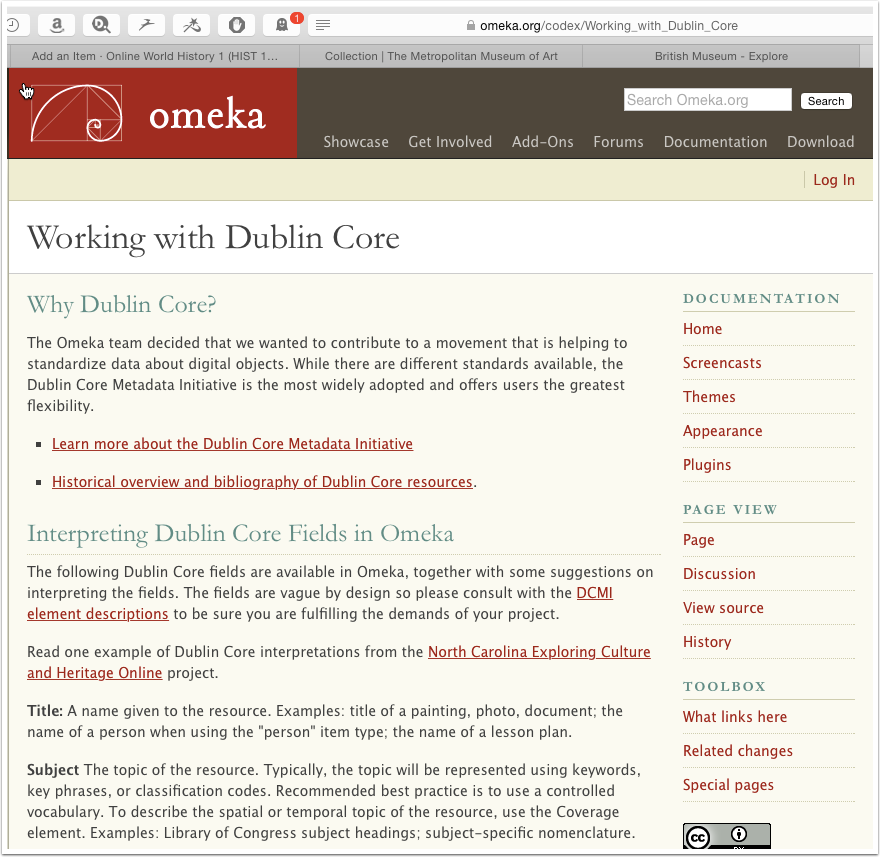 1
omeka.org/codex/Working_with_Dublin_Core
Add an Item · Online World History 1 (HIST 1…
Collection | The Metropolitan Museum of Art
British Museum - Explore
omeka
Search Omeka.org
Search
Showcase Get Involved Add-Ons Forums Documentation Download
Log In
Working with Dublin Core
Why Dublin Core?
The Omeka team decided that we wanted to contribute to a movement that is helping to
standardize data about digital objects. While there are different standards available, the
Dublin Core Metadata Initiative is the most widely adopted and offers users the greatest
flexibility.
Learn more about the Dublin Core Metadata Initiative
Historical overview and bibliography of Dublin Core resources.
Interpreting Dublin Core Fields in Omeka
The following Dublin Core fields are available in Omeka, together with some suggestions on
interpreting the fields. The fields are vague by design so please consult with the DCMI
element descriptions to be sure you are fulfilling the demands of your project.
Read one example of Dublin Core interpretations from the North Carolina Exploring Culture
and Heritage Online project.
Title: A name given to the resource. Examples: title of a painting, photo, document; the
name of a person when using the "person" item type; the name of a lesson plan.
Subject The topic of the resource. Typically, the topic will be represented using keywords,
key phrases, or classification codes. Recommended best practice is to use a controlled
vocabulary. To describe the spatial or temporal topic of the resource, use the Coverage
element. Examples: Library of Congress subject headings; subject-specific nomenclature.
DOCUMENTATION
Home
Screencasts
Themes
Appearance
Plugins
PAGE VIEW
Page
Discussion
View source
History
TOOLBOX
What links here
Related changes
Special pages
cc
BY